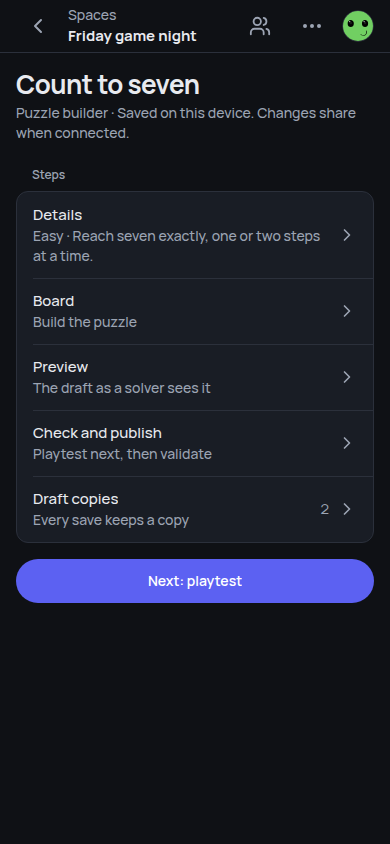 Spaces
Friday game night
Count to seven
Puzzle builder · Saved on this device. Changes share
when connected.
Steps
Details
Easy · Reach seven exactly, one or two steps
at a time.
Board
Build the puzzle
Preview
The draft as a solver sees it
Check and publish
Playtest next, then validate
Draft copies
Every save keeps a copy
2
Next: playtest